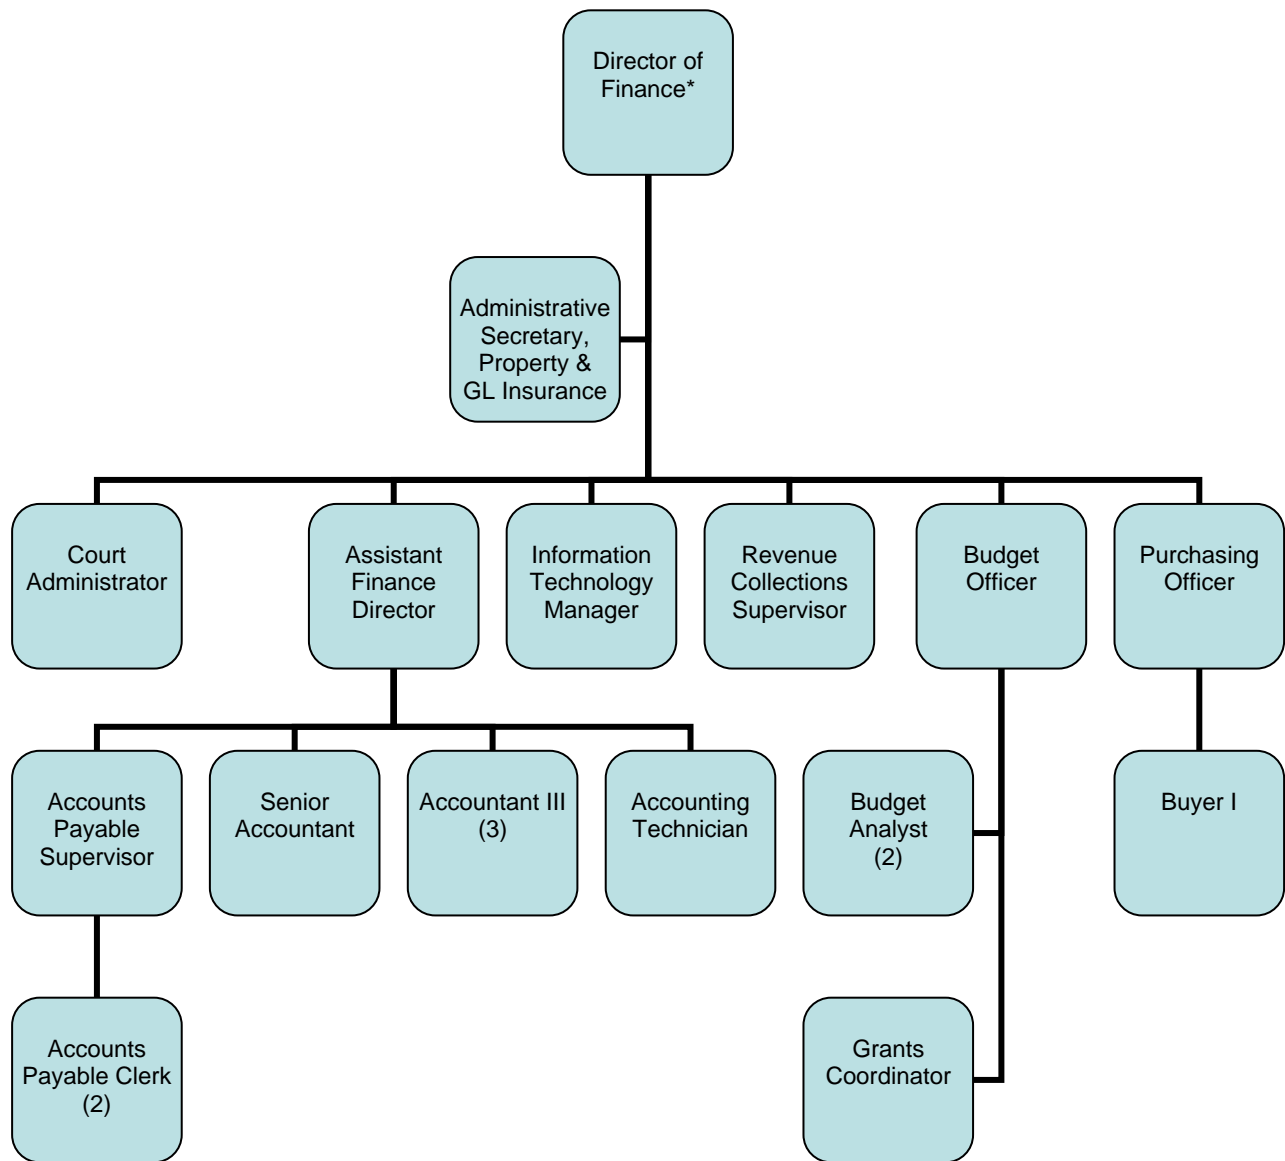 Director of
Finance*
Administrative
Secretary,
Property &
GL Insurance
Court
Administrator
Assistant
Finance
Director
Information
Technology
Manager
Revenue
Collections
Supervisor
Budget
Officer
Purchasing
Officer
Accounts
Payable
Supervisor
Senior
Accountant
Accountant III
(3)
Accounting
Technician
Budget
Analyst
(2)
Buyer I
Accounts
Payable Clerk
(2)
Grants
Coordinator